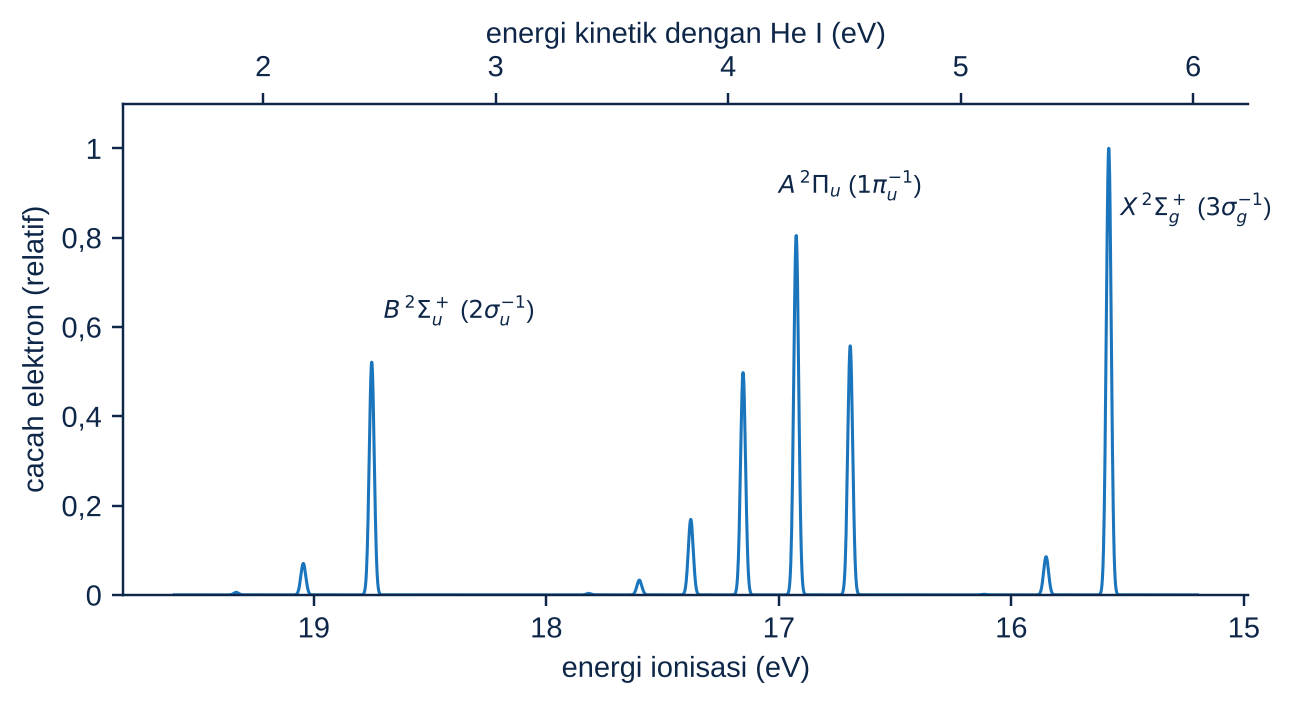 energi kinetik dengan He I (eV)
2 3 4 5 6
cacah elektron (relatif)
1
0,8
0,6
0,4
0,2
0
A ²Πᵤ (1πᵤ⁻¹)
X ²Σg⁺ (3σg⁻¹)
B ²Σᵤ⁺ (2σᵤ⁻¹)
19 18 17 16 15
energi ionisasi (eV)